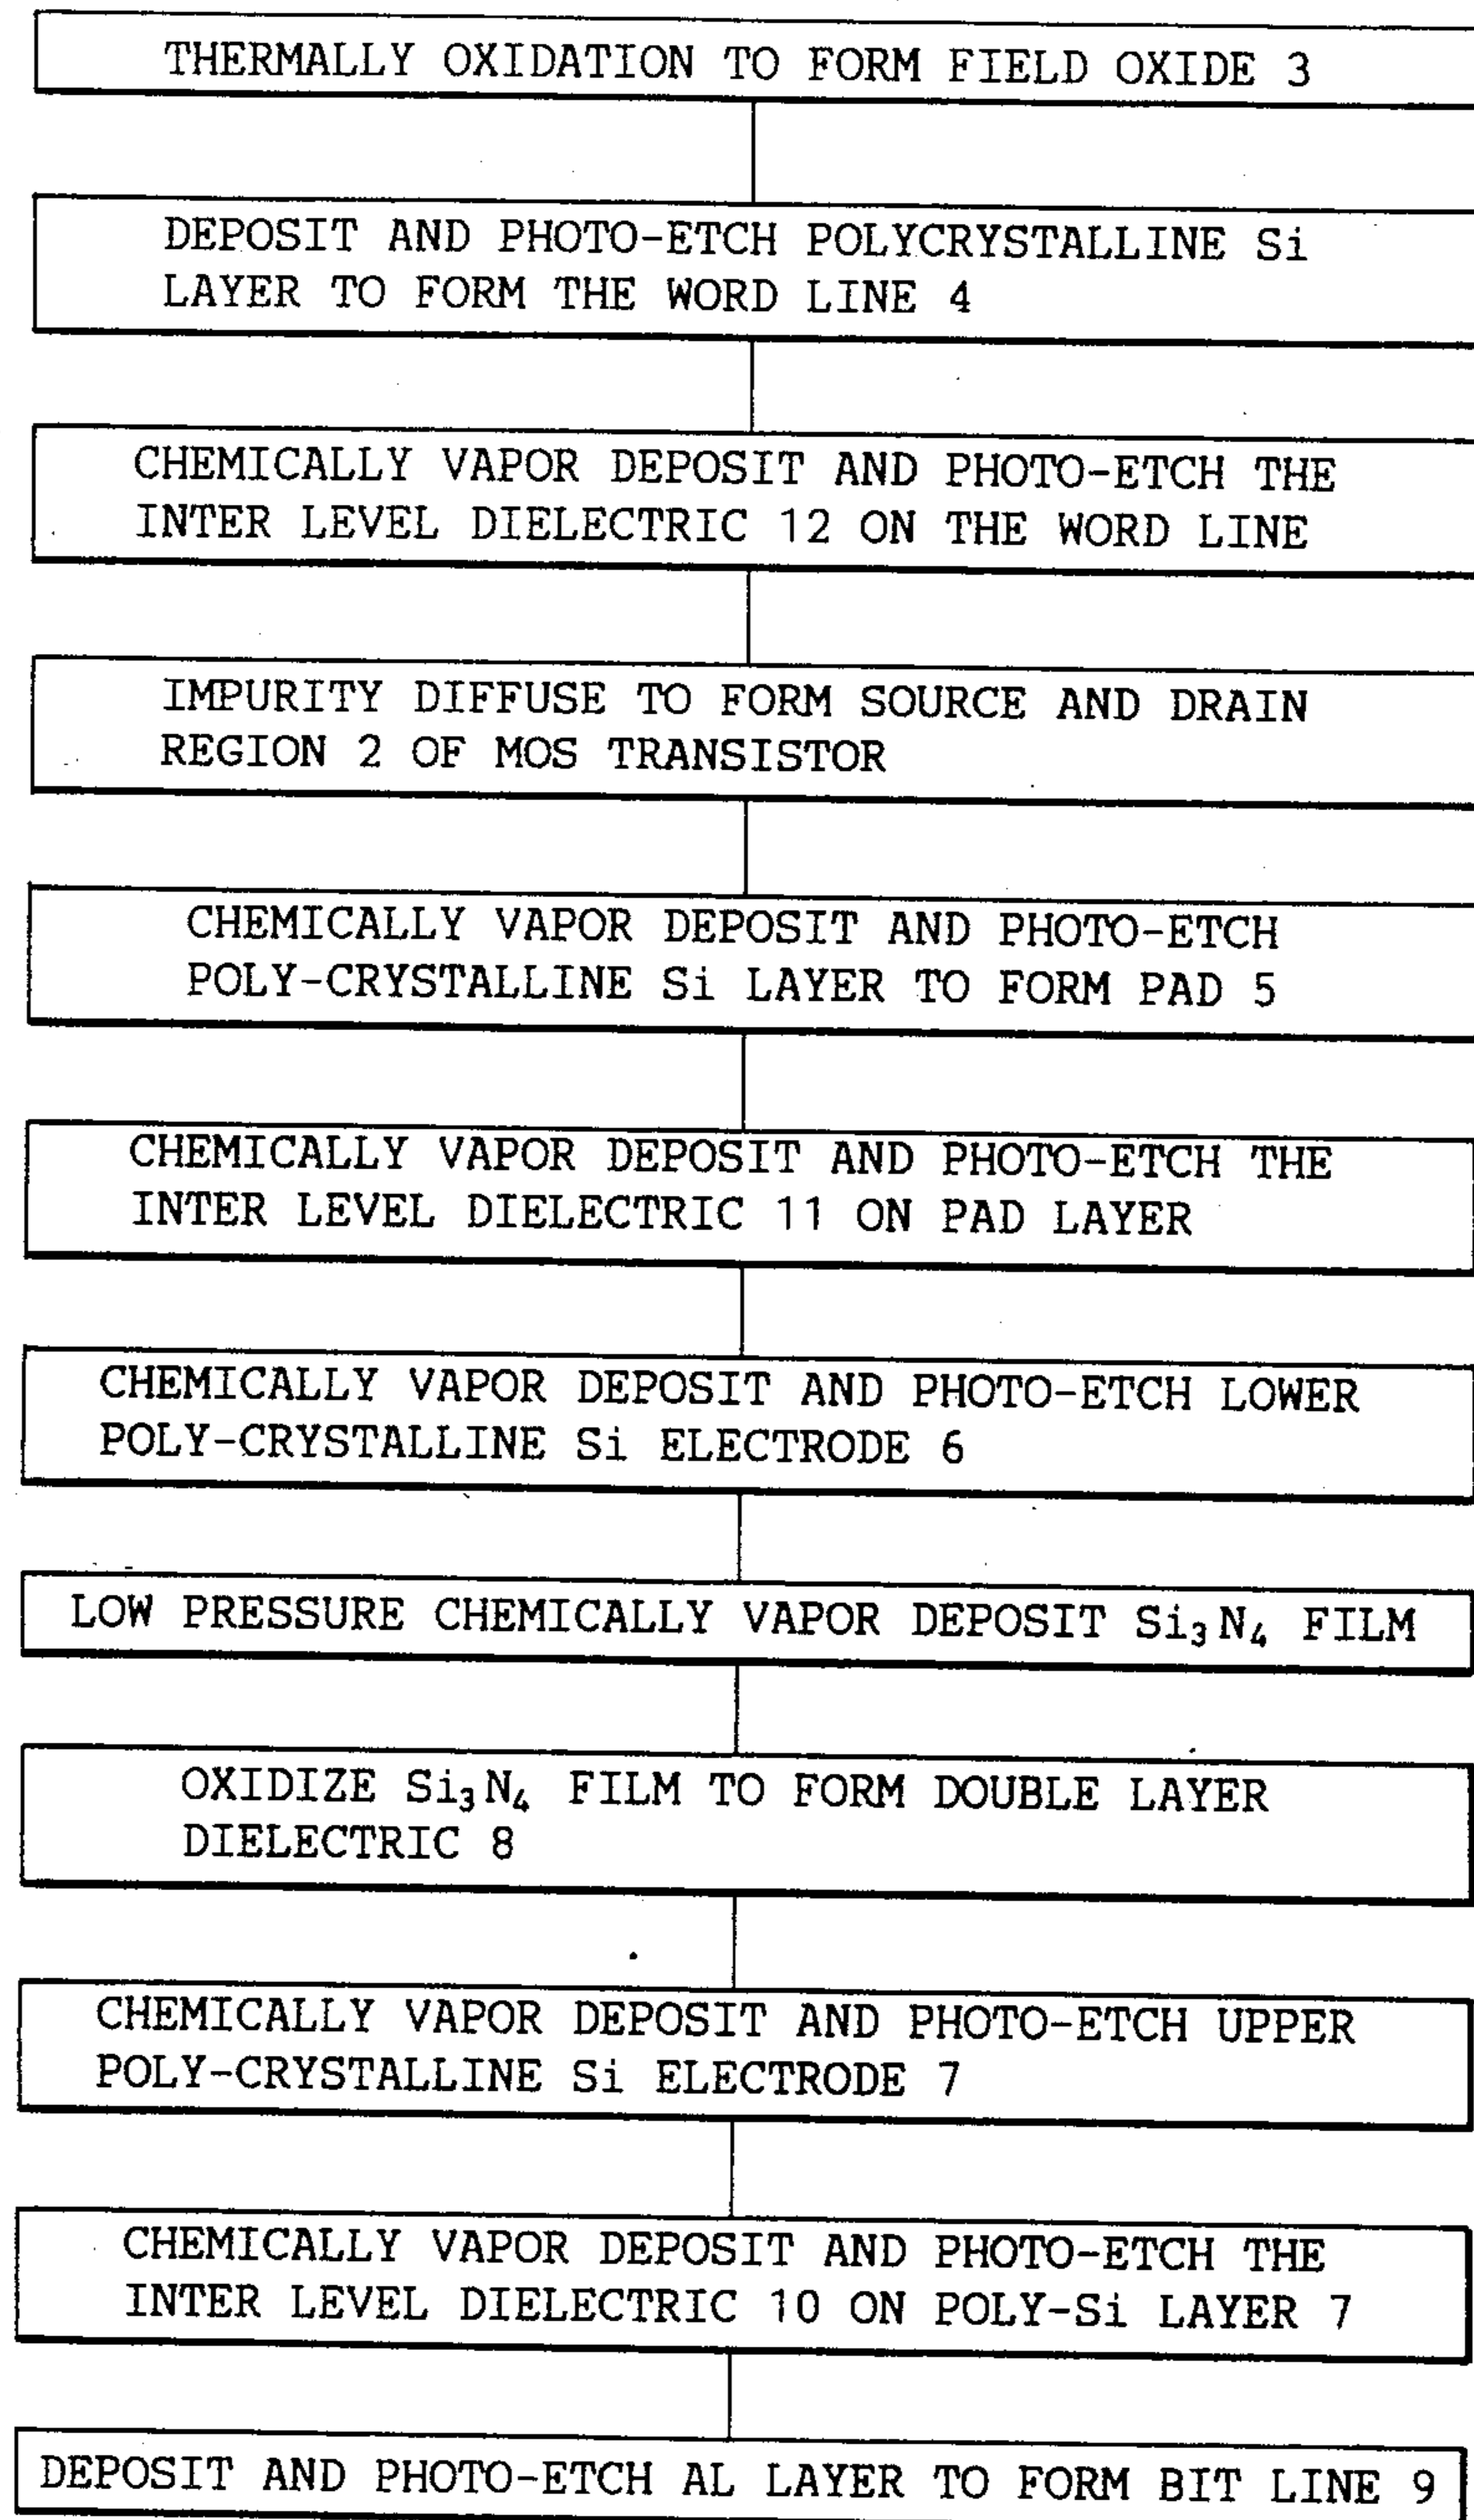 THERMALLY OXIDATION TO FORM FIELD OXIDE 3
DEPOSIT AND PHOTO-ETCH POLYCRYSTALLINE Si
LAYER TO FORM THE WORD LINE 4
CHEMICALLY VAPOR DEPOSIT AND PHOTO-ETCH THE
INTER LEVEL DIELECTRIC 12 ON THE WORD LINE
IMPURITY DIFFUSE TO FORM SOURCE AND DRAIN
REGION 2 OF MOS TRANSISTOR
CHEMICALLY VAPOR DEPOSIT AND PHOTO-ETCH
POLY-CRYSTALLINE Si LAYER TO FORM PAD 5
CHEMICALLY VAPOR DEPOSIT AND PHOTO-ETCH THE
INTER LEVEL DIELECTRIC 11 ON PAD LAYER
CHEMICALLY VAPOR DEPOSIT AND PHOTO-ETCH LOWER
POLY-CRYSTALLINE Si ELECTRODE 6
LOW PRESSURE CHEMICALLY VAPOR DEPOSIT Si₃N₄ FILM
OXIDIZE Si₃N₄ FILM TO FORM DOUBLE LAYER
DIELECTRIC 8
CHEMICALLY VAPOR DEPOSIT AND PHOTO-ETCH UPPER
POLY-CRYSTALLINE Si ELECTRODE 7
CHEMICALLY VAPOR DEPOSIT AND PHOTO-ETCH THE
INTER LEVEL DIELECTRIC 10 ON POLY-Si LAYER 7
DEPOSIT AND PHOTO-ETCH AL LAYER TO FORM BIT LINE 9